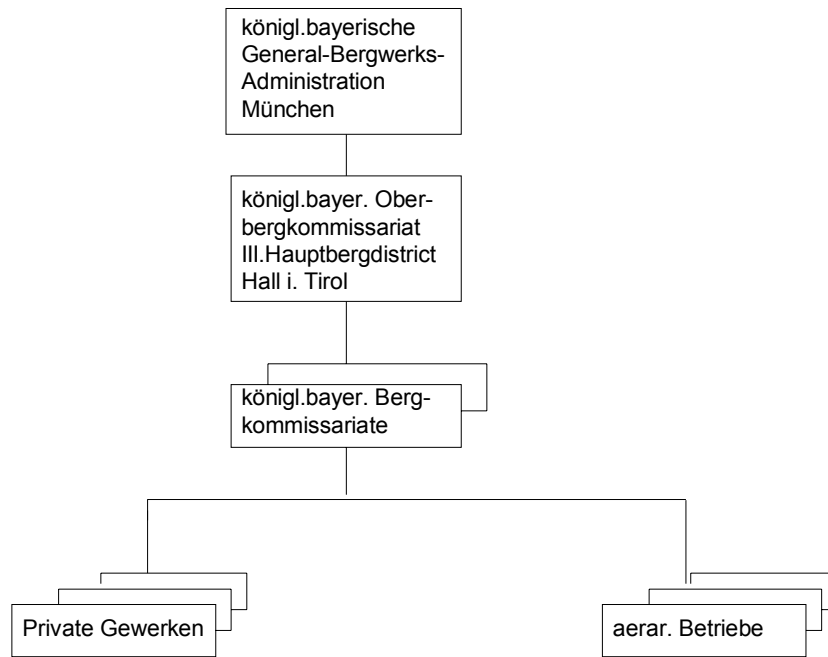 königl.bayerische
General-Bergwerks-
Administration
München
königl.bayer. Ober-
bergkommissariat
III.Hauptbergdistrict
Hall i. Tirol
königl.bayer. Berg-
kommissariate
Private Gewerken
aerar. Betriebe